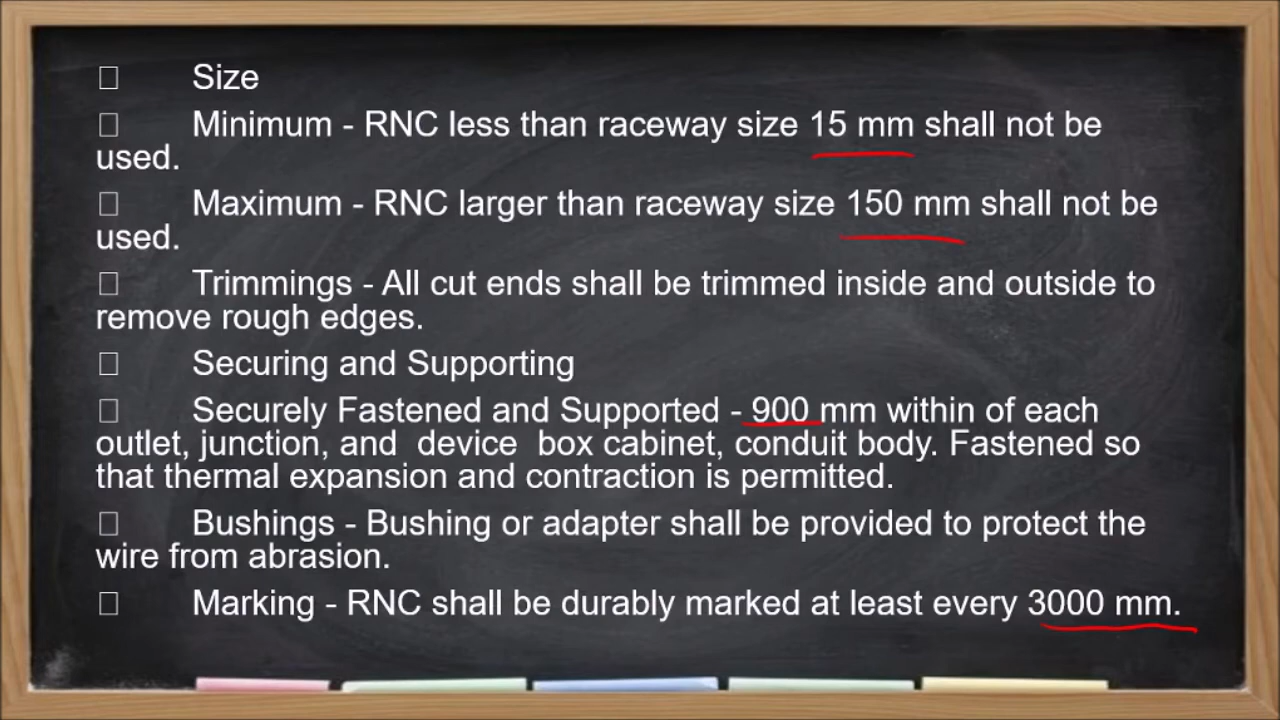 □ Size
□ Minimum - RNC less than raceway size 15 mm shall not be
used.
□ Maximum - RNC larger than raceway size 150 mm shall not be
used.
□ Trimmings - All cut ends shall be trimmed inside and outside to
remove rough edges.
□ Securing and Supporting
□ Securely Fastened and Supported - 900 mm within of each
outlet, junction, and device box cabinet, conduit body. Fastened so
that thermal expansion and contraction is permitted.
□ Bushings - Bushing or adapter shall be provided to protect the
wire from abrasion.
□ Marking - RNC shall be durably marked at least every 3000 mm.